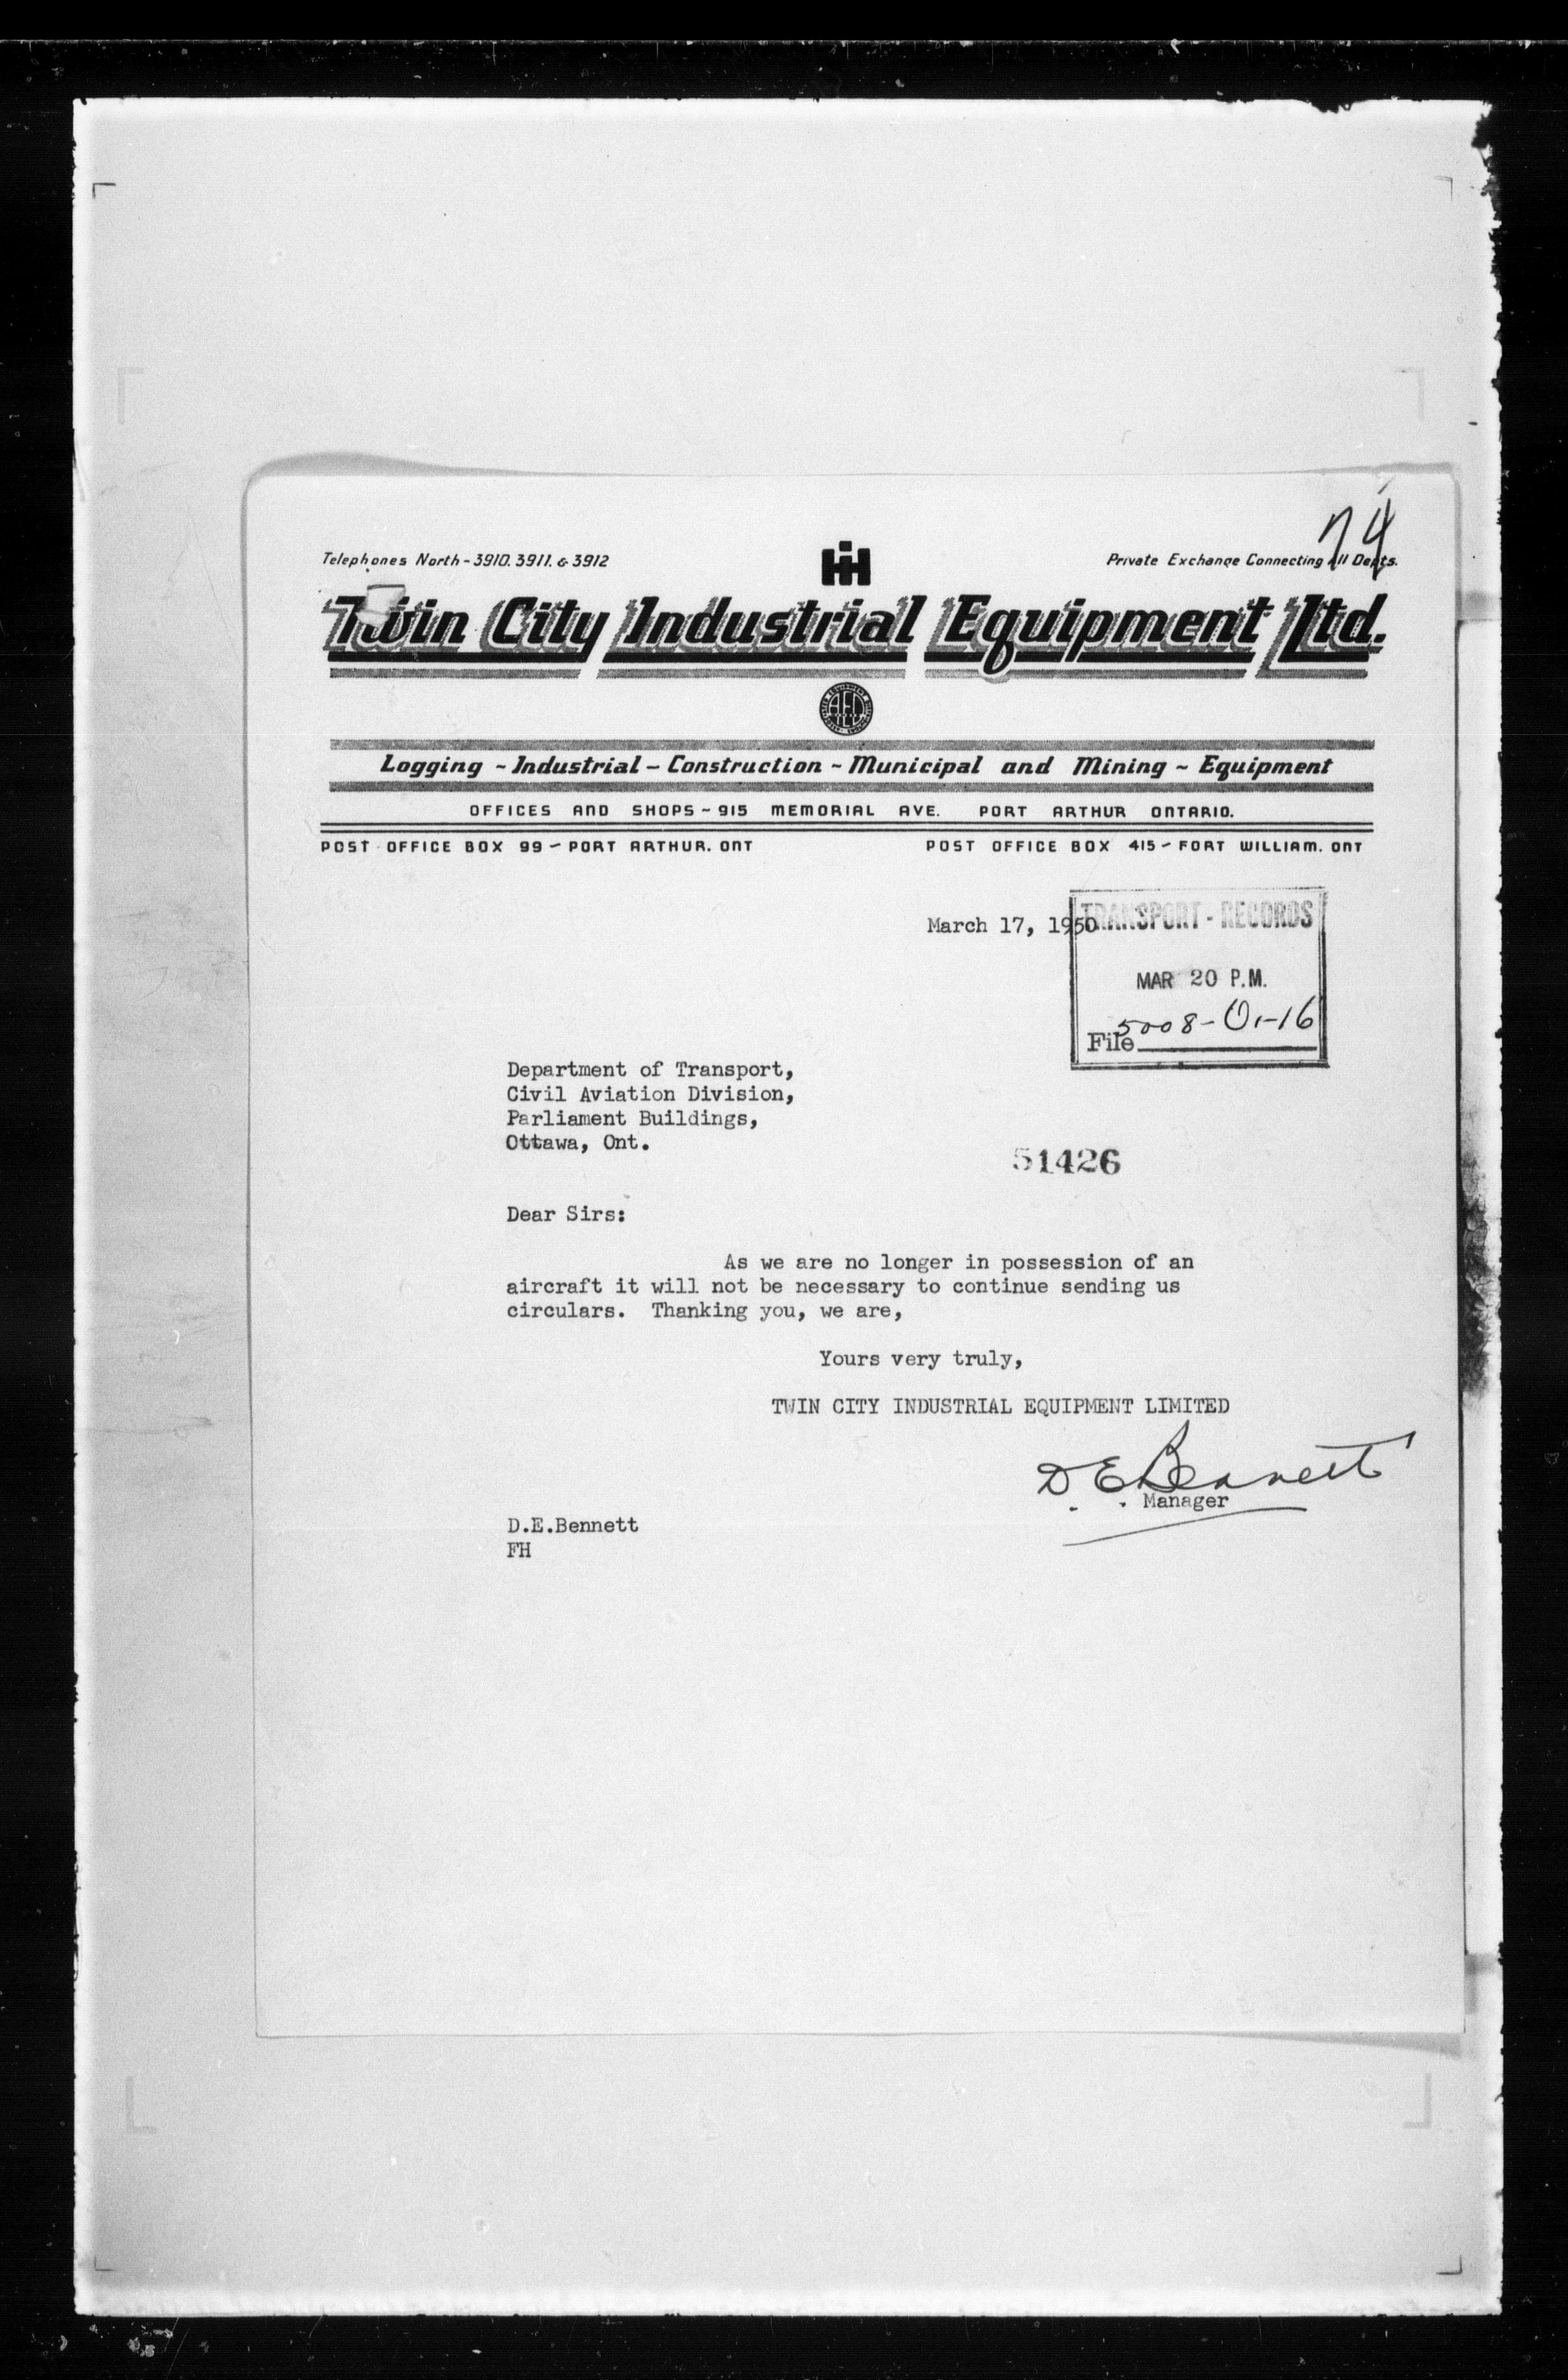 74
Telephones North-3910. 3911. & 3912
Private Exchange Connecting All Depts.
Twin City Industrial Equipment Ltd.
Logging ~ Industrial – Construction ~ Municipal and Mining ~ Equipment
OFFICES AND SHOPS ~ 915 MEMORIAL AVE. PORT ARTHUR ONTARIO.
POST OFFICE BOX 99 – PORT ARTHUR. ONT
POST OFFICE BOX 415 – FORT WILLIAM. ONT
March 17, 1950
TRANSPORT - RECORDS
MAR 20 P.M.
File 5008-O1-16
Department of Transport,
Civil Aviation Division,
Parliament Buildings,
Ottawa, Ont.
51426
Dear Sirs:
As we are no longer in possession of an
aircraft it will not be necessary to continue sending us
circulars. Thanking you, we are,
Yours very truly,
TWIN CITY INDUSTRIAL EQUIPMENT LIMITED
D. E. Bennett
Manager
D.E.Bennett
FH